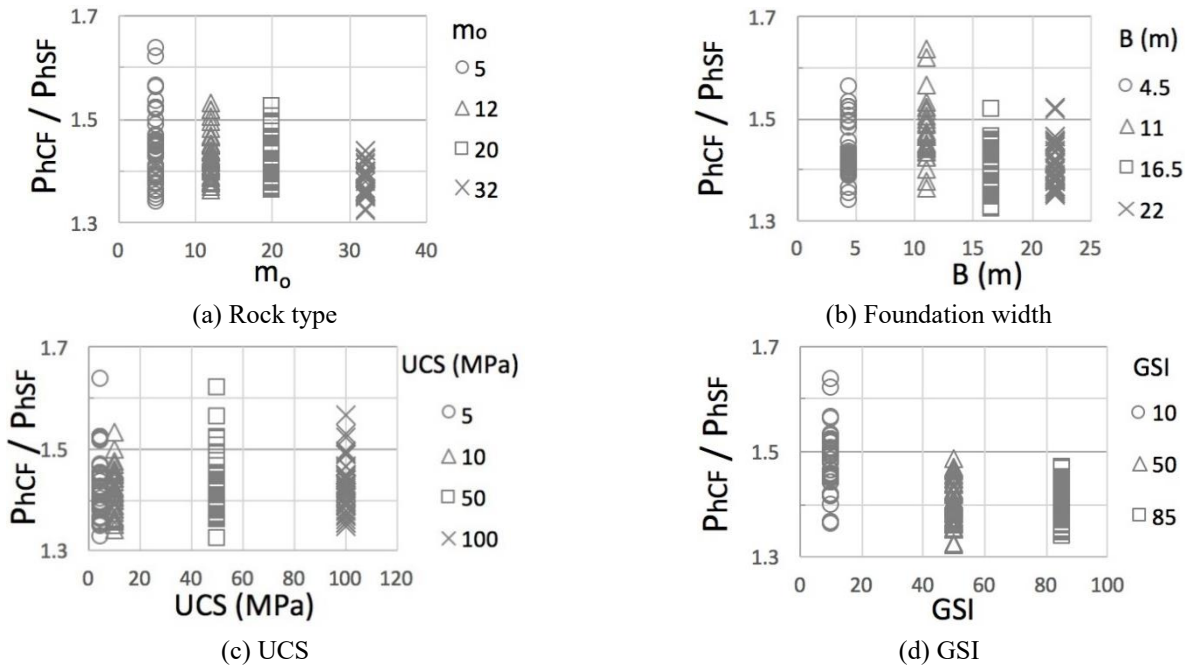 1.7
1.5
1.3
PhCF / PhSF
0 10 20 30 40
mo
mo
5
12
20
32
(a) Rock type
1.7
1.5
1.3
PhCF / PhSF
0 5 10 15 20 25
B (m)
B (m)
4.5
11
16.5
22
(b) Foundation width
1.7
1.5
1.3
PhCF / PhSF
0 20 40 60 80 100 120
UCS (MPa)
UCS (MPa)
5
10
50
100
(c) UCS
1.7
1.5
1.3
PhCF / PhSF
0 20 40 60 80 100
GSI
GSI
10
50
85
(d) GSI